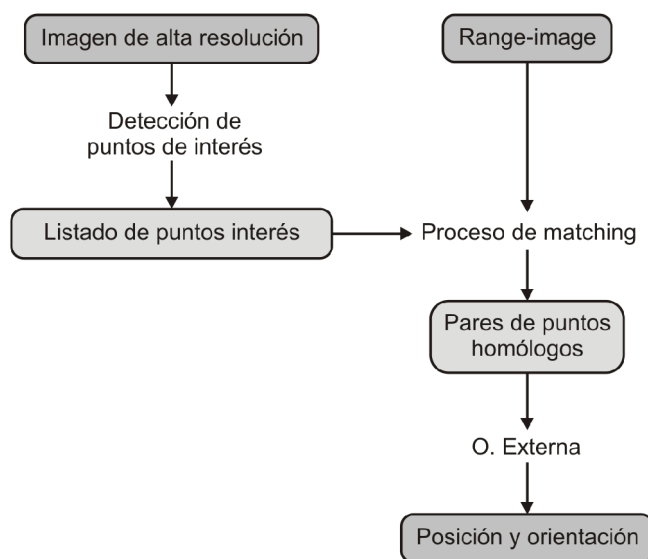 Imagen de alta resolución
Range-image
Detección de
puntos de interés
Listado de puntos interés
Proceso de matching
Pares de puntos
homólogos
O. Externa
Posición y orientación